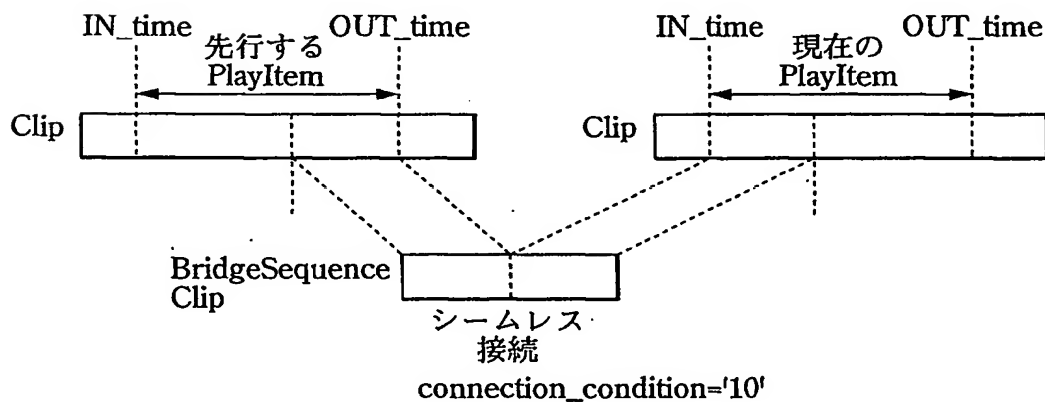 IN_time
OUT_time
IN_time
OUT_time
先行する
PlayItem
現在の
PlayItem
Clip
Clip
BridgeSequence
Clip
シームレス
接続
connection_condition='10'